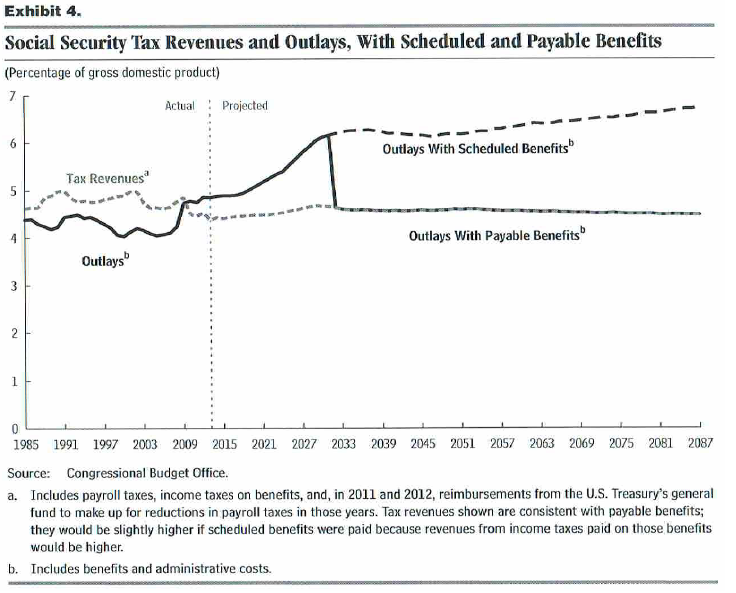 Exhibit 4.
Social Security Tax Revenues and Outlays, With Scheduled and Payable Benefits
(Percentage of gross domestic product)
7
Actual Projected
6
Outlays With Scheduled Benefitsb
Tax Revenuesa
5
4
Outlays With Payable Benefitsb
Outlaysb
3
2
1
0
1985 1991 1997 2003 2009 2015 2021 2027 2033 2039 2045 2051 2057 2063 2069 2075 2081 2087
Source: Congressional Budget Office.
a. Includes payroll taxes, income taxes on benefits, and, in 2011 and 2012, reimbursements from the U.S. Treasury's general
fund to make up for reductions in payroll taxes in those years. Tax revenues shown are consistent with payable benefits;
they would be slightly higher if scheduled benefits were paid because revenues from income taxes paid on those benefits
would be higher.
b. Includes benefits and administrative costs.